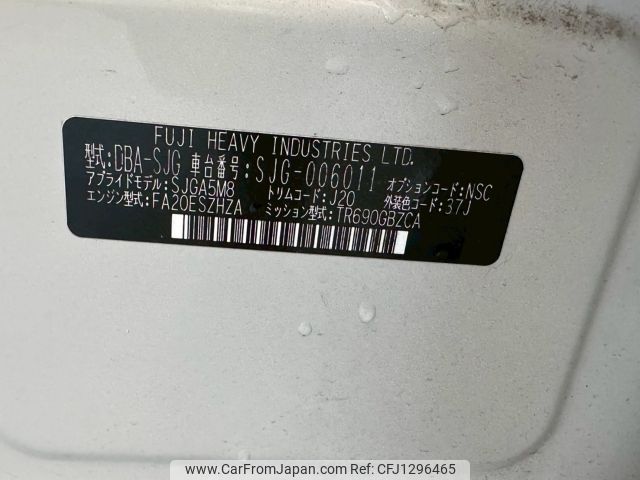 FUJI HEAVY INDUSTRIES LTD.
型式:DBA-SJG 車台番号:SJG-006011 オプションコード:NSC
アプライドモデル:SJGA5M8 トリムコード:J20 外装色コード:37J
エンジン型式:FA20ESZHZA ミッション型式:TR690GBZCA
CAR FROM JAPAN
www.carfromjapan.com - Ref.CFJ1296465